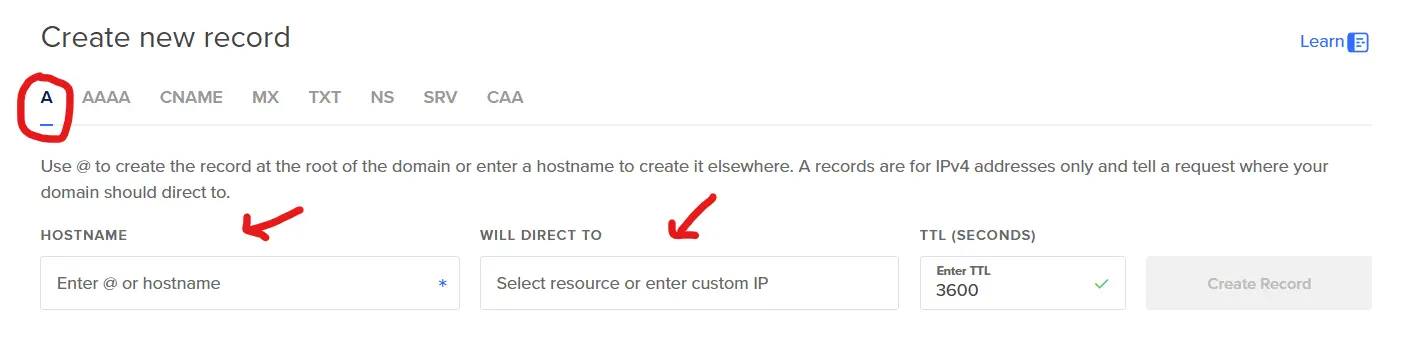 Create new record
Learn
A AAAA CNAME MX TXT NS SRV CAA
Use @ to create the record at the root of the domain or enter a hostname to create it elsewhere. A records are for IPv4 addresses only and tell a request where your
domain should direct to.
HOSTNAME WILL DIRECT TO TTL (SECONDS)
Enter @ or hostname * Select resource or enter custom IP Enter TTL
3600 Create Record